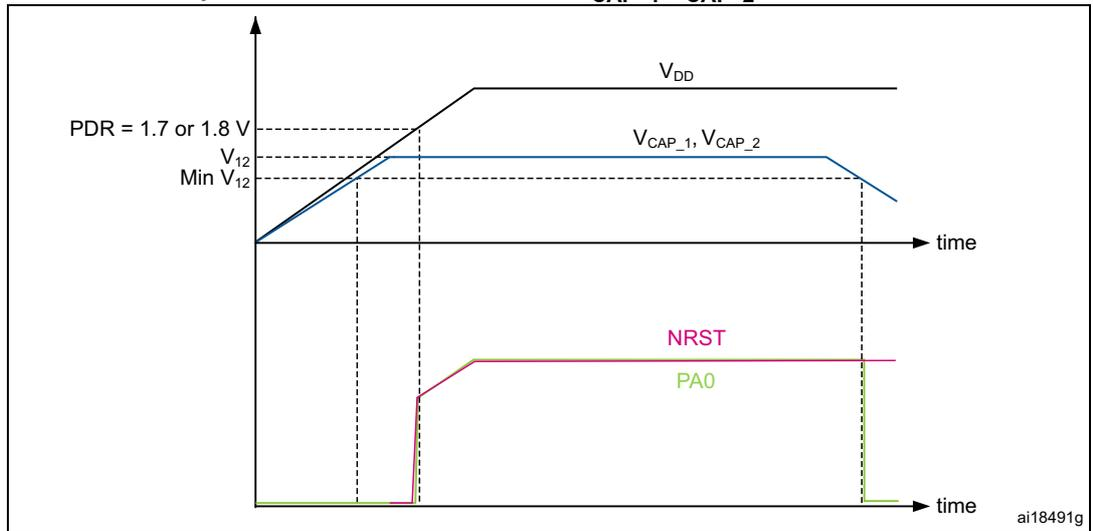 V_DD
PDR = 1.7 or 1.8 V
V_CAP_1, V_CAP_2
V_12
Min V_12
time
NRST
PA0
time
ai18491g